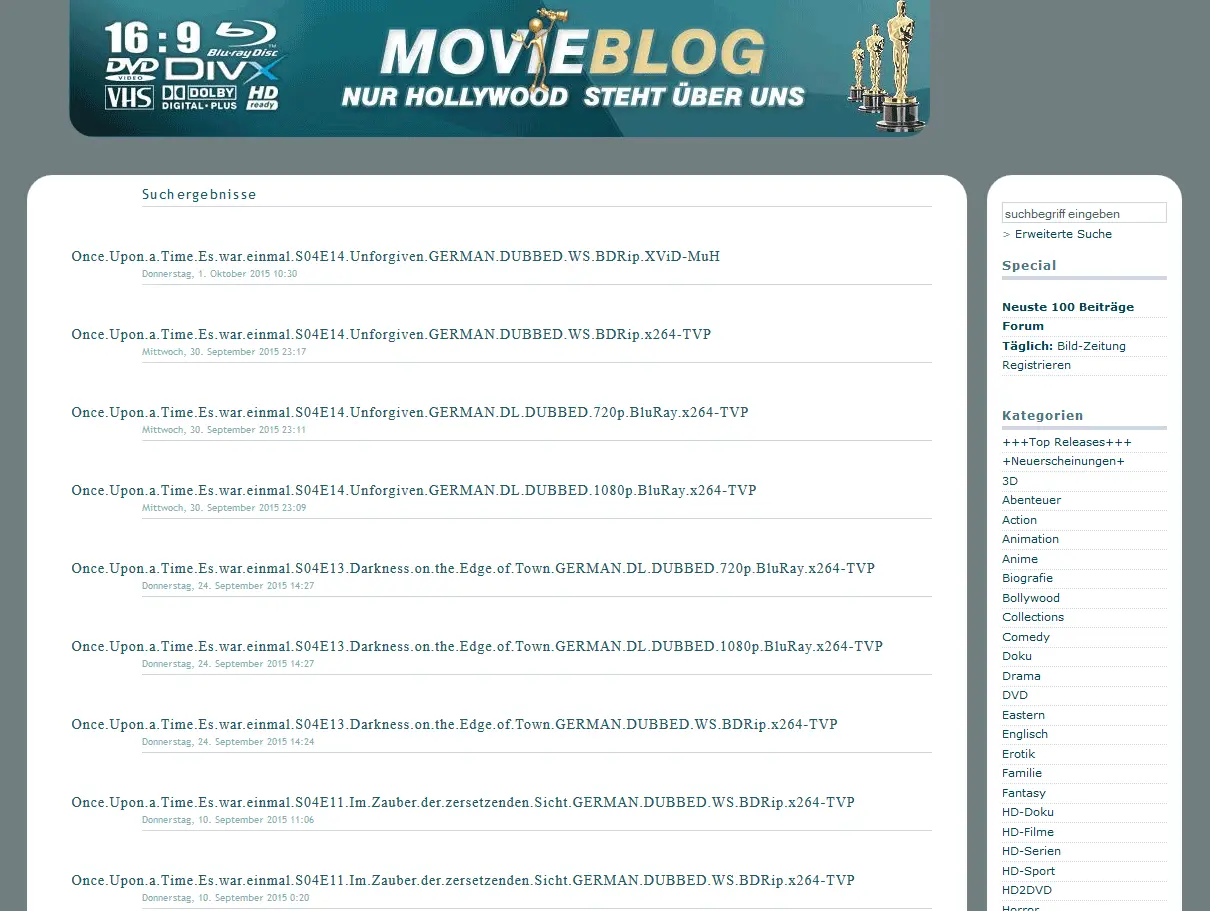 16:9 Blu-ray Disc
DVD VIDEO DIVX
VHS DOLBY DIGITAL·PLUS HD ready
MOVIEBLOG
NUR HOLLYWOOD STEHT ÜBER UNS
Suchergebnisse
Once.Upon.a.Time.Es.war.einmal.S04E14.Unforgiven.GERMAN.DUBBED.WS.BDRip.XViD-MuH
Donnerstag, 1. Oktober 2015 10:30
Once.Upon.a.Time.Es.war.einmal.S04E14.Unforgiven.GERMAN.DUBBED.WS.BDRip.x264-TVP
Mittwoch, 30. September 2015 23:17
Once.Upon.a.Time.Es.war.einmal.S04E14.Unforgiven.GERMAN.DL.DUBBED.720p.BluRay.x264-TVP
Mittwoch, 30. September 2015 23:11
Once.Upon.a.Time.Es.war.einmal.S04E14.Unforgiven.GERMAN.DL.DUBBED.1080p.BluRay.x264-TVP
Mittwoch, 30. September 2015 23:09
Once.Upon.a.Time.Es.war.einmal.S04E13.Darkness.on.the.Edge.of.Town.GERMAN.DL.DUBBED.720p.BluRay.x264-TVP
Donnerstag, 24. September 2015 14:27
Once.Upon.a.Time.Es.war.einmal.S04E13.Darkness.on.the.Edge.of.Town.GERMAN.DL.DUBBED.1080p.BluRay.x264-TVP
Donnerstag, 24. September 2015 14:27
Once.Upon.a.Time.Es.war.einmal.S04E13.Darkness.on.the.Edge.of.Town.GERMAN.DUBBED.WS.BDRip.x264-TVP
Donnerstag, 24. September 2015 14:24
Once.Upon.a.Time.Es.war.einmal.S04E11.Im.Zauber.der.zersetzenden.Sicht.GERMAN.DUBBED.WS.BDRip.x264-TVP
Donnerstag, 10. September 2015 11:06
Once.Upon.a.Time.Es.war.einmal.S04E11.Im.Zauber.der.zersetzenden.Sicht.GERMAN.DUBBED.WS.BDRip.x264-TVP
Donnerstag, 10. September 2015 0:20
suchbegriff eingeben
> Erweiterte Suche
Special
Neuste 100 Beiträge
Forum
Täglich: Bild-Zeitung
Registrieren
Kategorien
+++Top Releases+++
+Neuerscheinungen+
3D
Abenteuer
Action
Animation
Anime
Biografie
Bollywood
Collections
Comedy
Doku
Drama
DVD
Eastern
Englisch
Erotik
Familie
Fantasy
HD-Doku
HD-Filme
HD-Serien
HD-Sport
HD2DVD
Horror